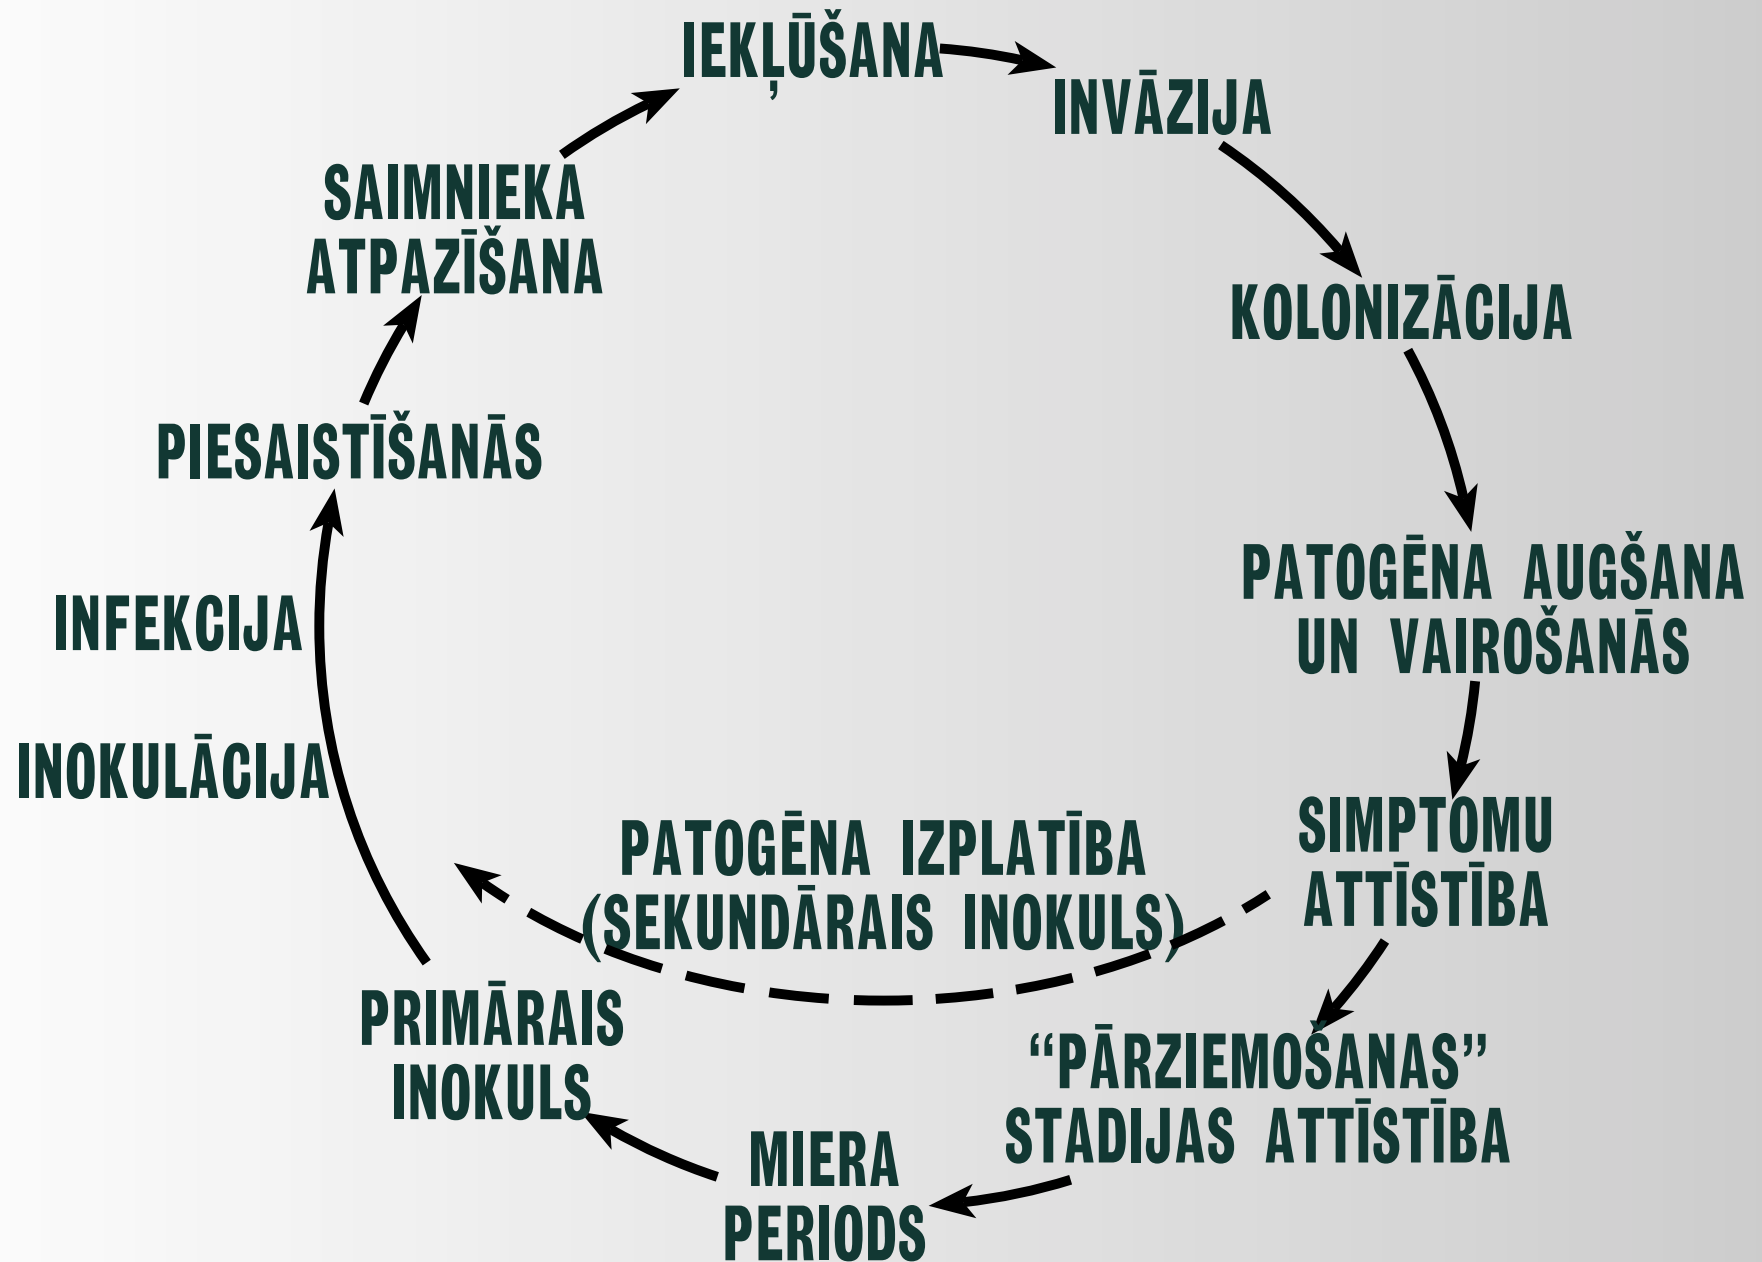 IEKĻŪŠANA
INVĀZIJA
SAIMNIEKA
ATPAZĪŠANA
KOLONIZĀCIJA
PIESAISTĪŠANĀS
PATOGĒNA AUGŠANA
UN VAIROŠANĀS
INFEKCIJA
INOKULĀCIJA
SIMPTOMU
ATTĪSTĪBA
PATOGĒNA IZPLATĪBA
(SEKUNDĀRAIS INOKULS)
PRIMĀRAIS
INOKULS
“PĀRZIEMOŠANAS”
STADIJAS ATTĪSTĪBA
MIERA
PERIODS